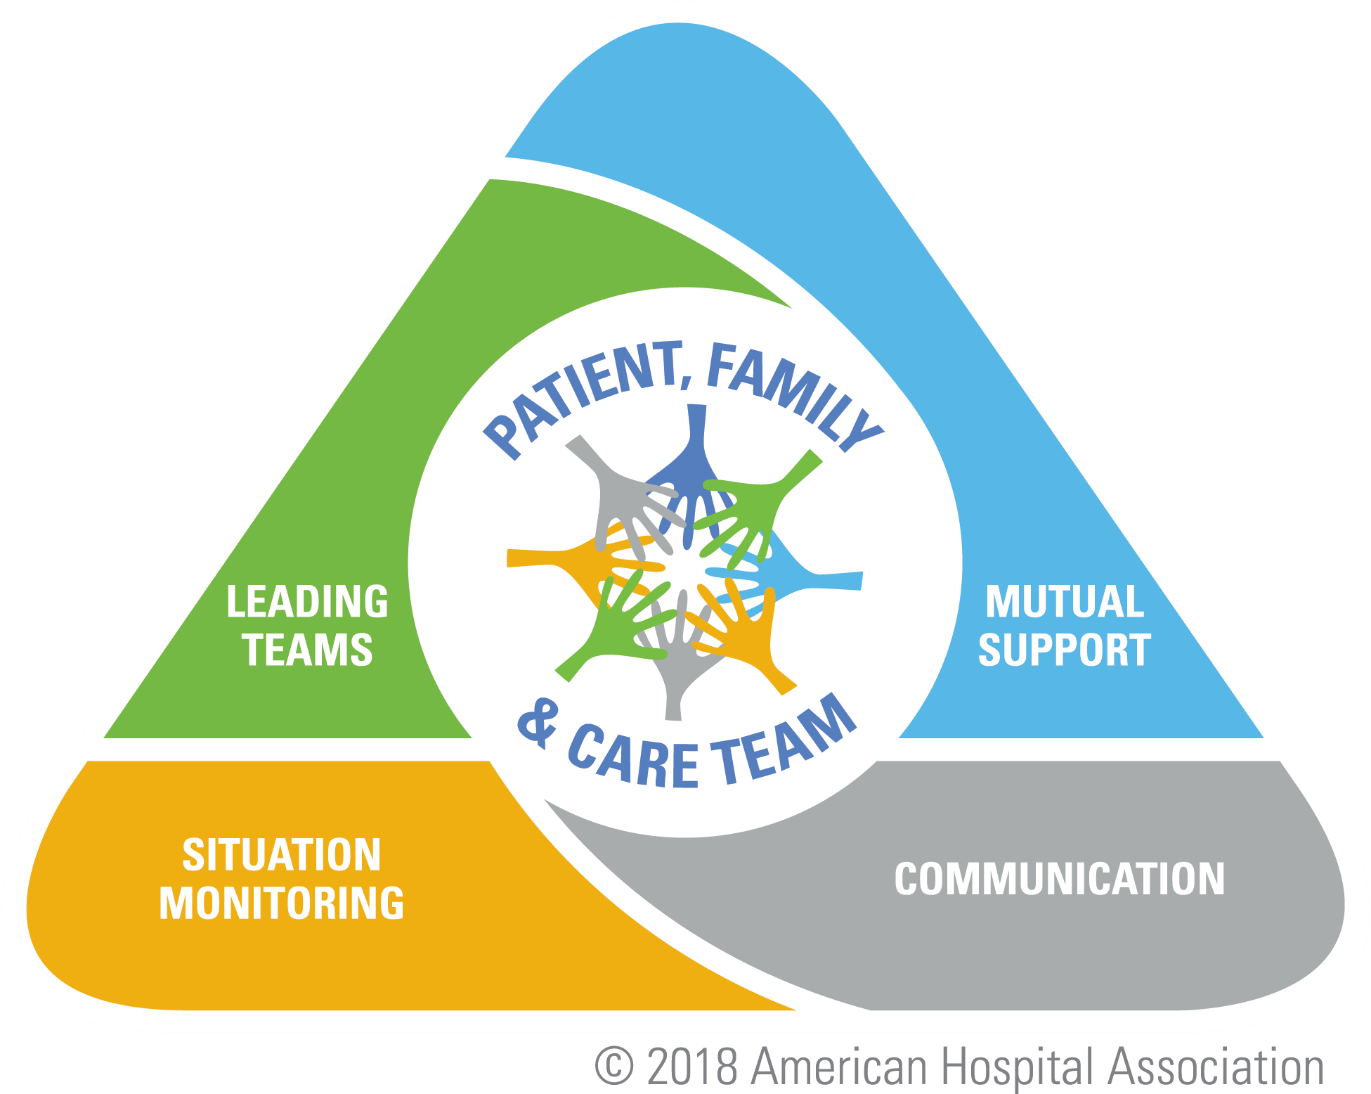 PATIENT, FAMILY
& CARE TEAM
LEADING
TEAMS
MUTUAL
SUPPORT
SITUATION
MONITORING
COMMUNICATION
© 2018 American Hospital Association